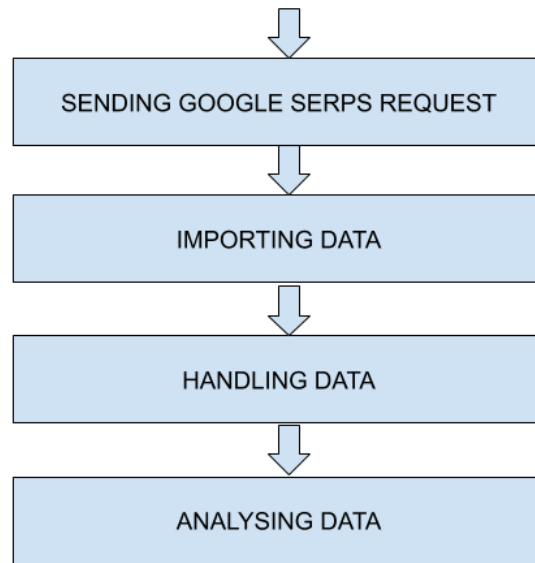 SENDING GOOGLE SERPS REQUEST
IMPORTING DATA
HANDLING DATA
ANALYSING DATA